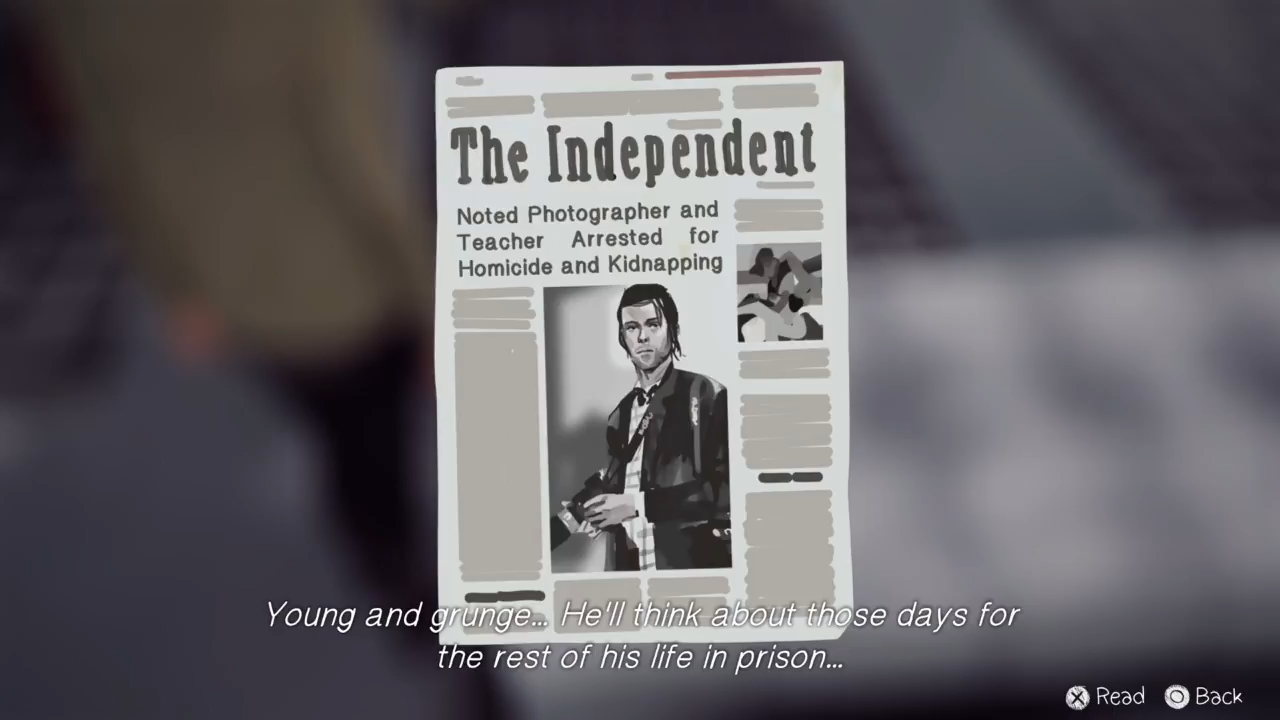 The Independent
Noted Photographer and
Teacher Arrested for
Homicide and Kidnapping
Young and grunge... He'll think about those days for
the rest of his life in prison...
Read Back